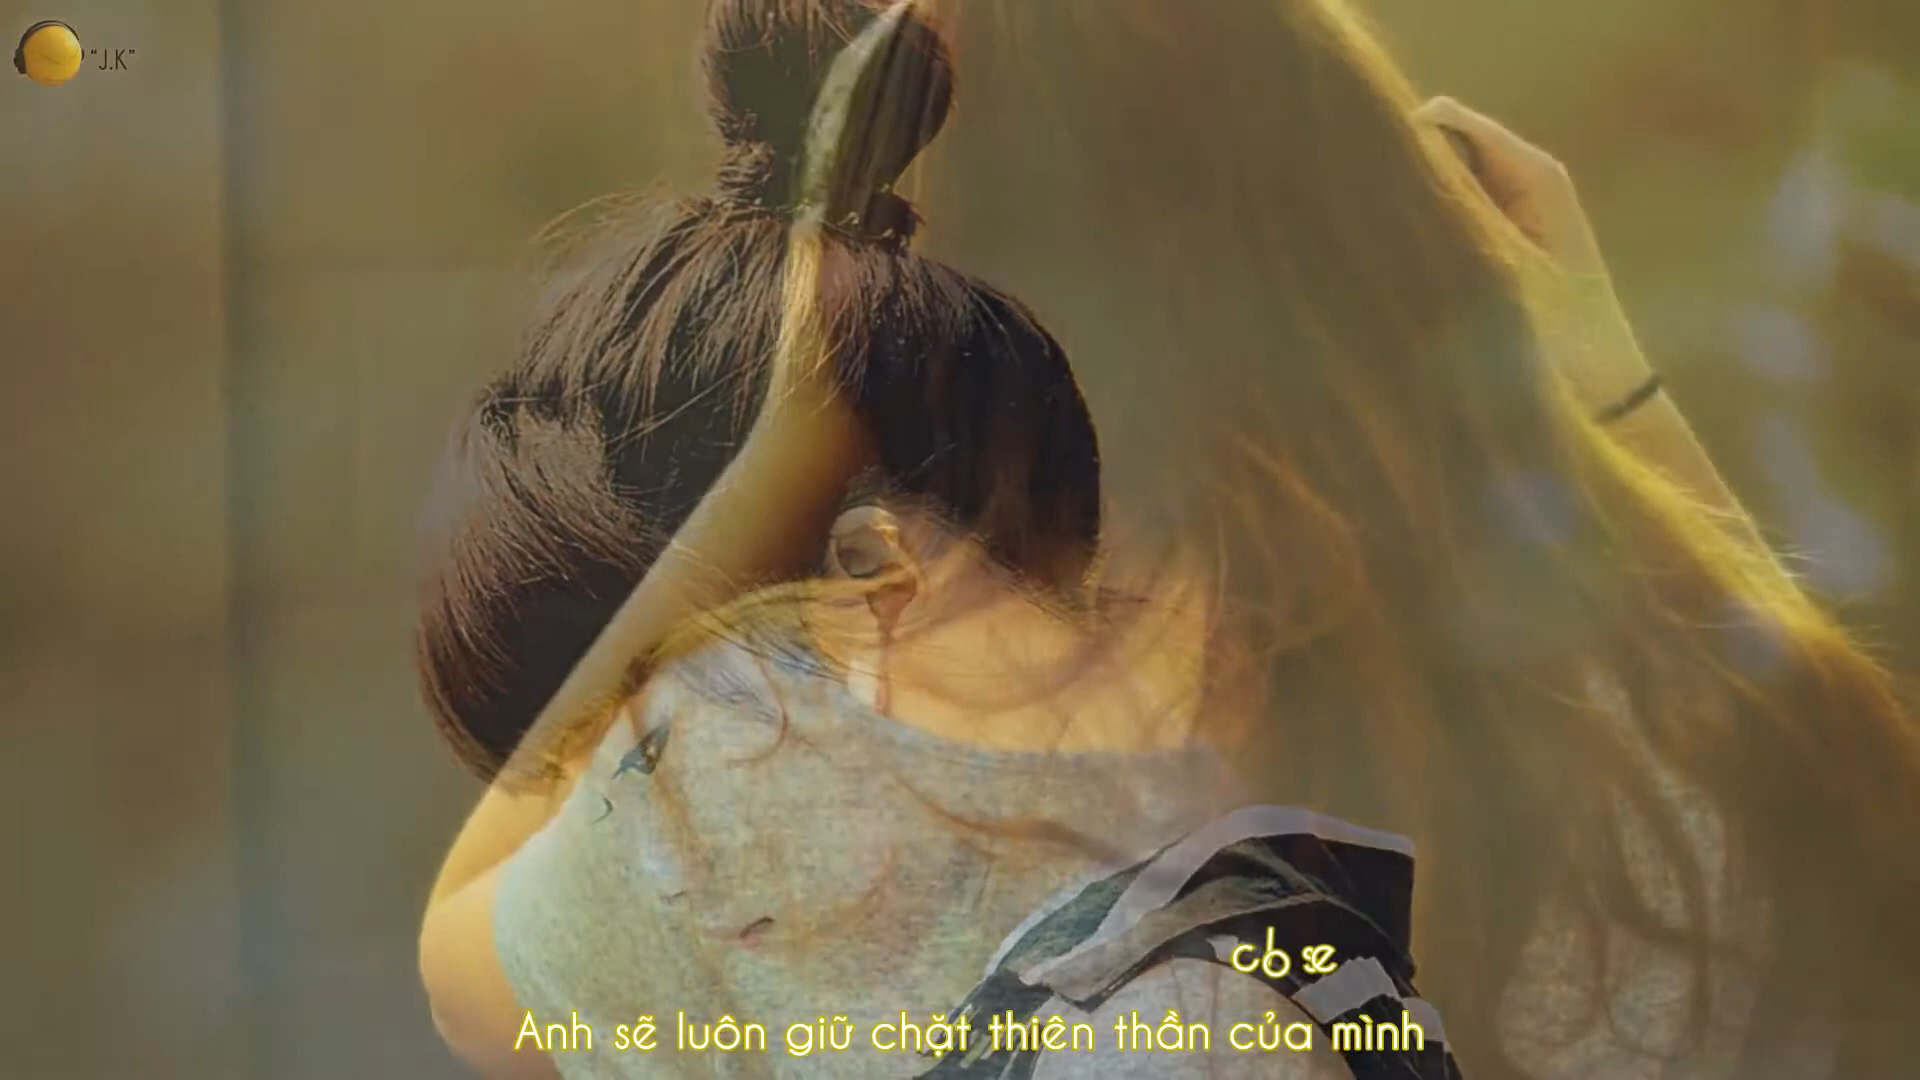 "J.K"
Anh sẽ luôn giữ chặt thiên thần của mình